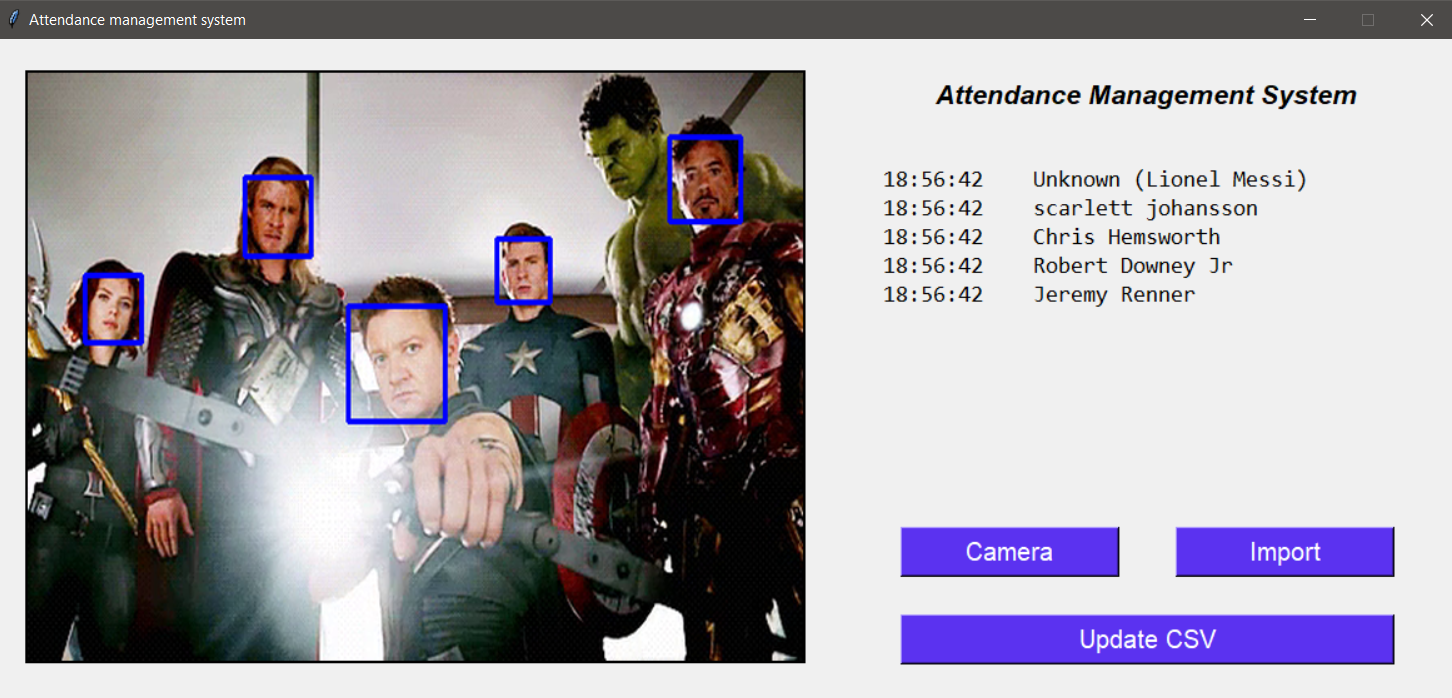 Attendance management system
Attendance Management System
18:56:42 Unknown (Lionel Messi)
18:56:42 scarlett johansson
18:56:42 Chris Hemsworth
18:56:42 Robert Downey Jr
18:56:42 Jeremy Renner
Camera Import
Update CSV